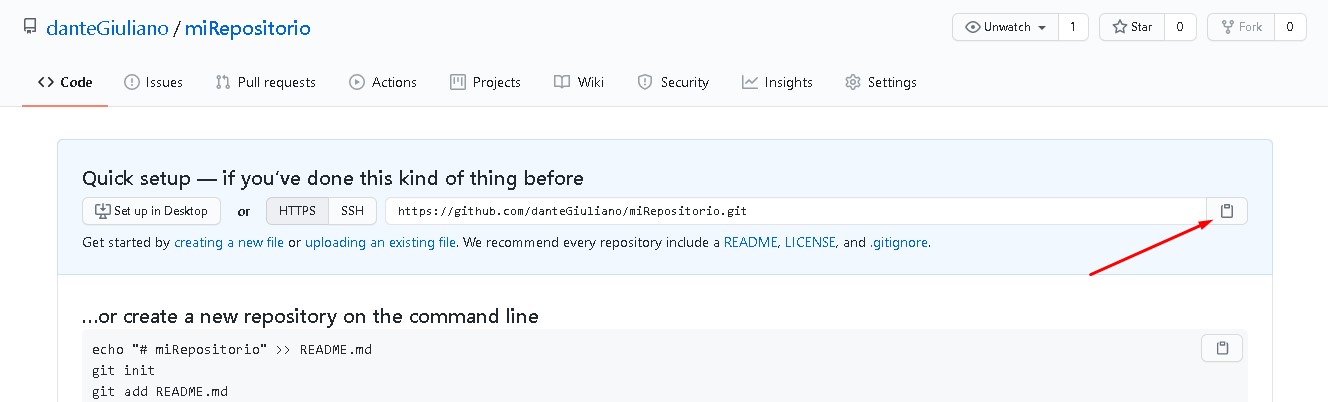 danteGiuliano / miRepositorio
Unwatch 1 Star 0 Fork 0
Code Issues Pull requests Actions Projects Wiki Security Insights Settings
Quick setup — if you've done this kind of thing before
Set up in Desktop or HTTPS SSH https://github.com/danteGiuliano/miRepositorio.git
Get started by creating a new file or uploading an existing file. We recommend every repository include a README, LICENSE, and .gitignore.
...or create a new repository on the command line
echo "# miRepositorio" >> README.md
git init
git add README.md